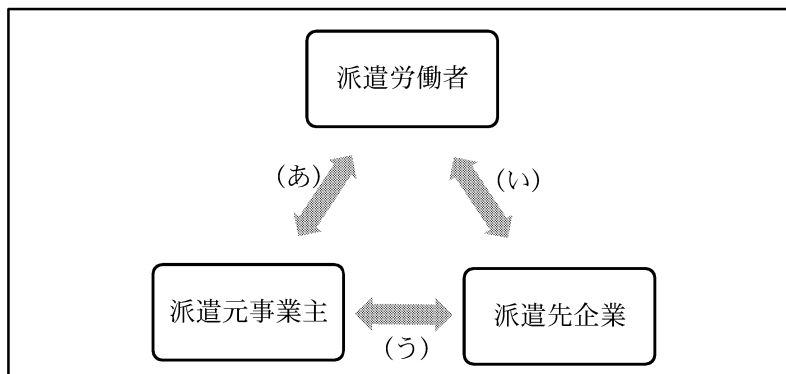 派遣労働者
(あ)
(い)
派遣元事業主
派遣先企業
(う)